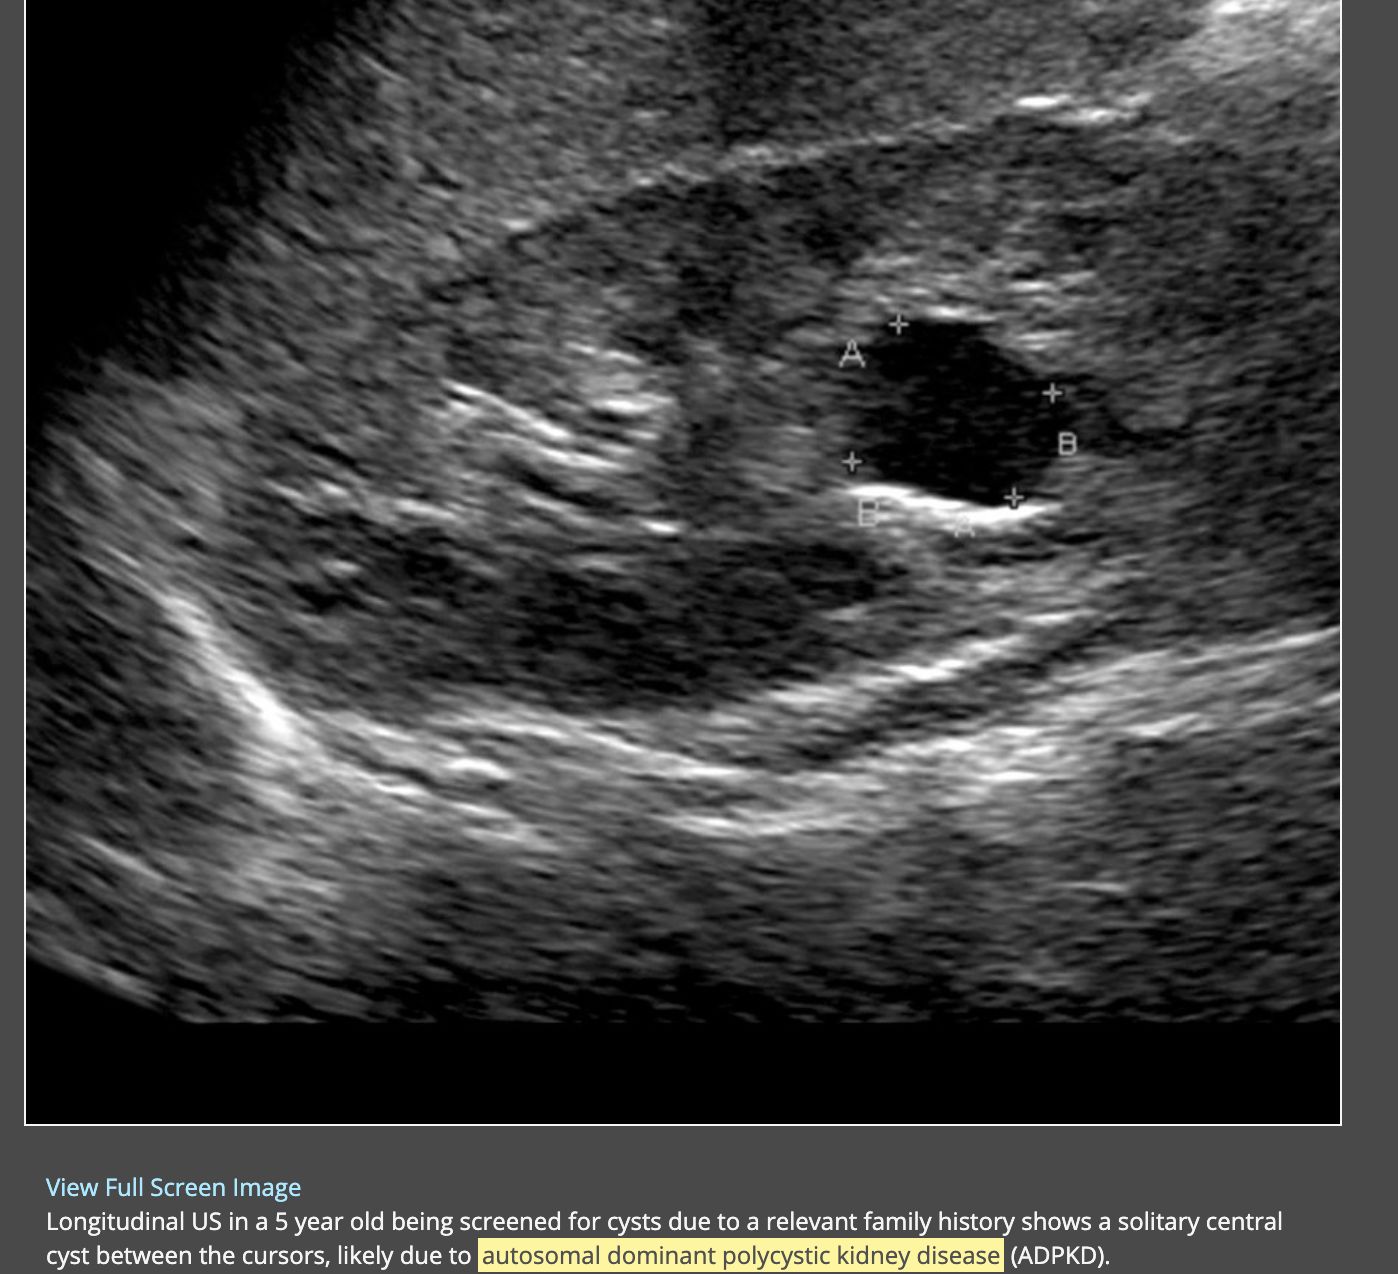 A
B
B
A
View Full Screen Image
Longitudinal US in a 5 year old being screened for cysts due to a relevant family history shows a solitary central
cyst between the cursors, likely due to autosomal dominant polycystic kidney disease (ADPKD).